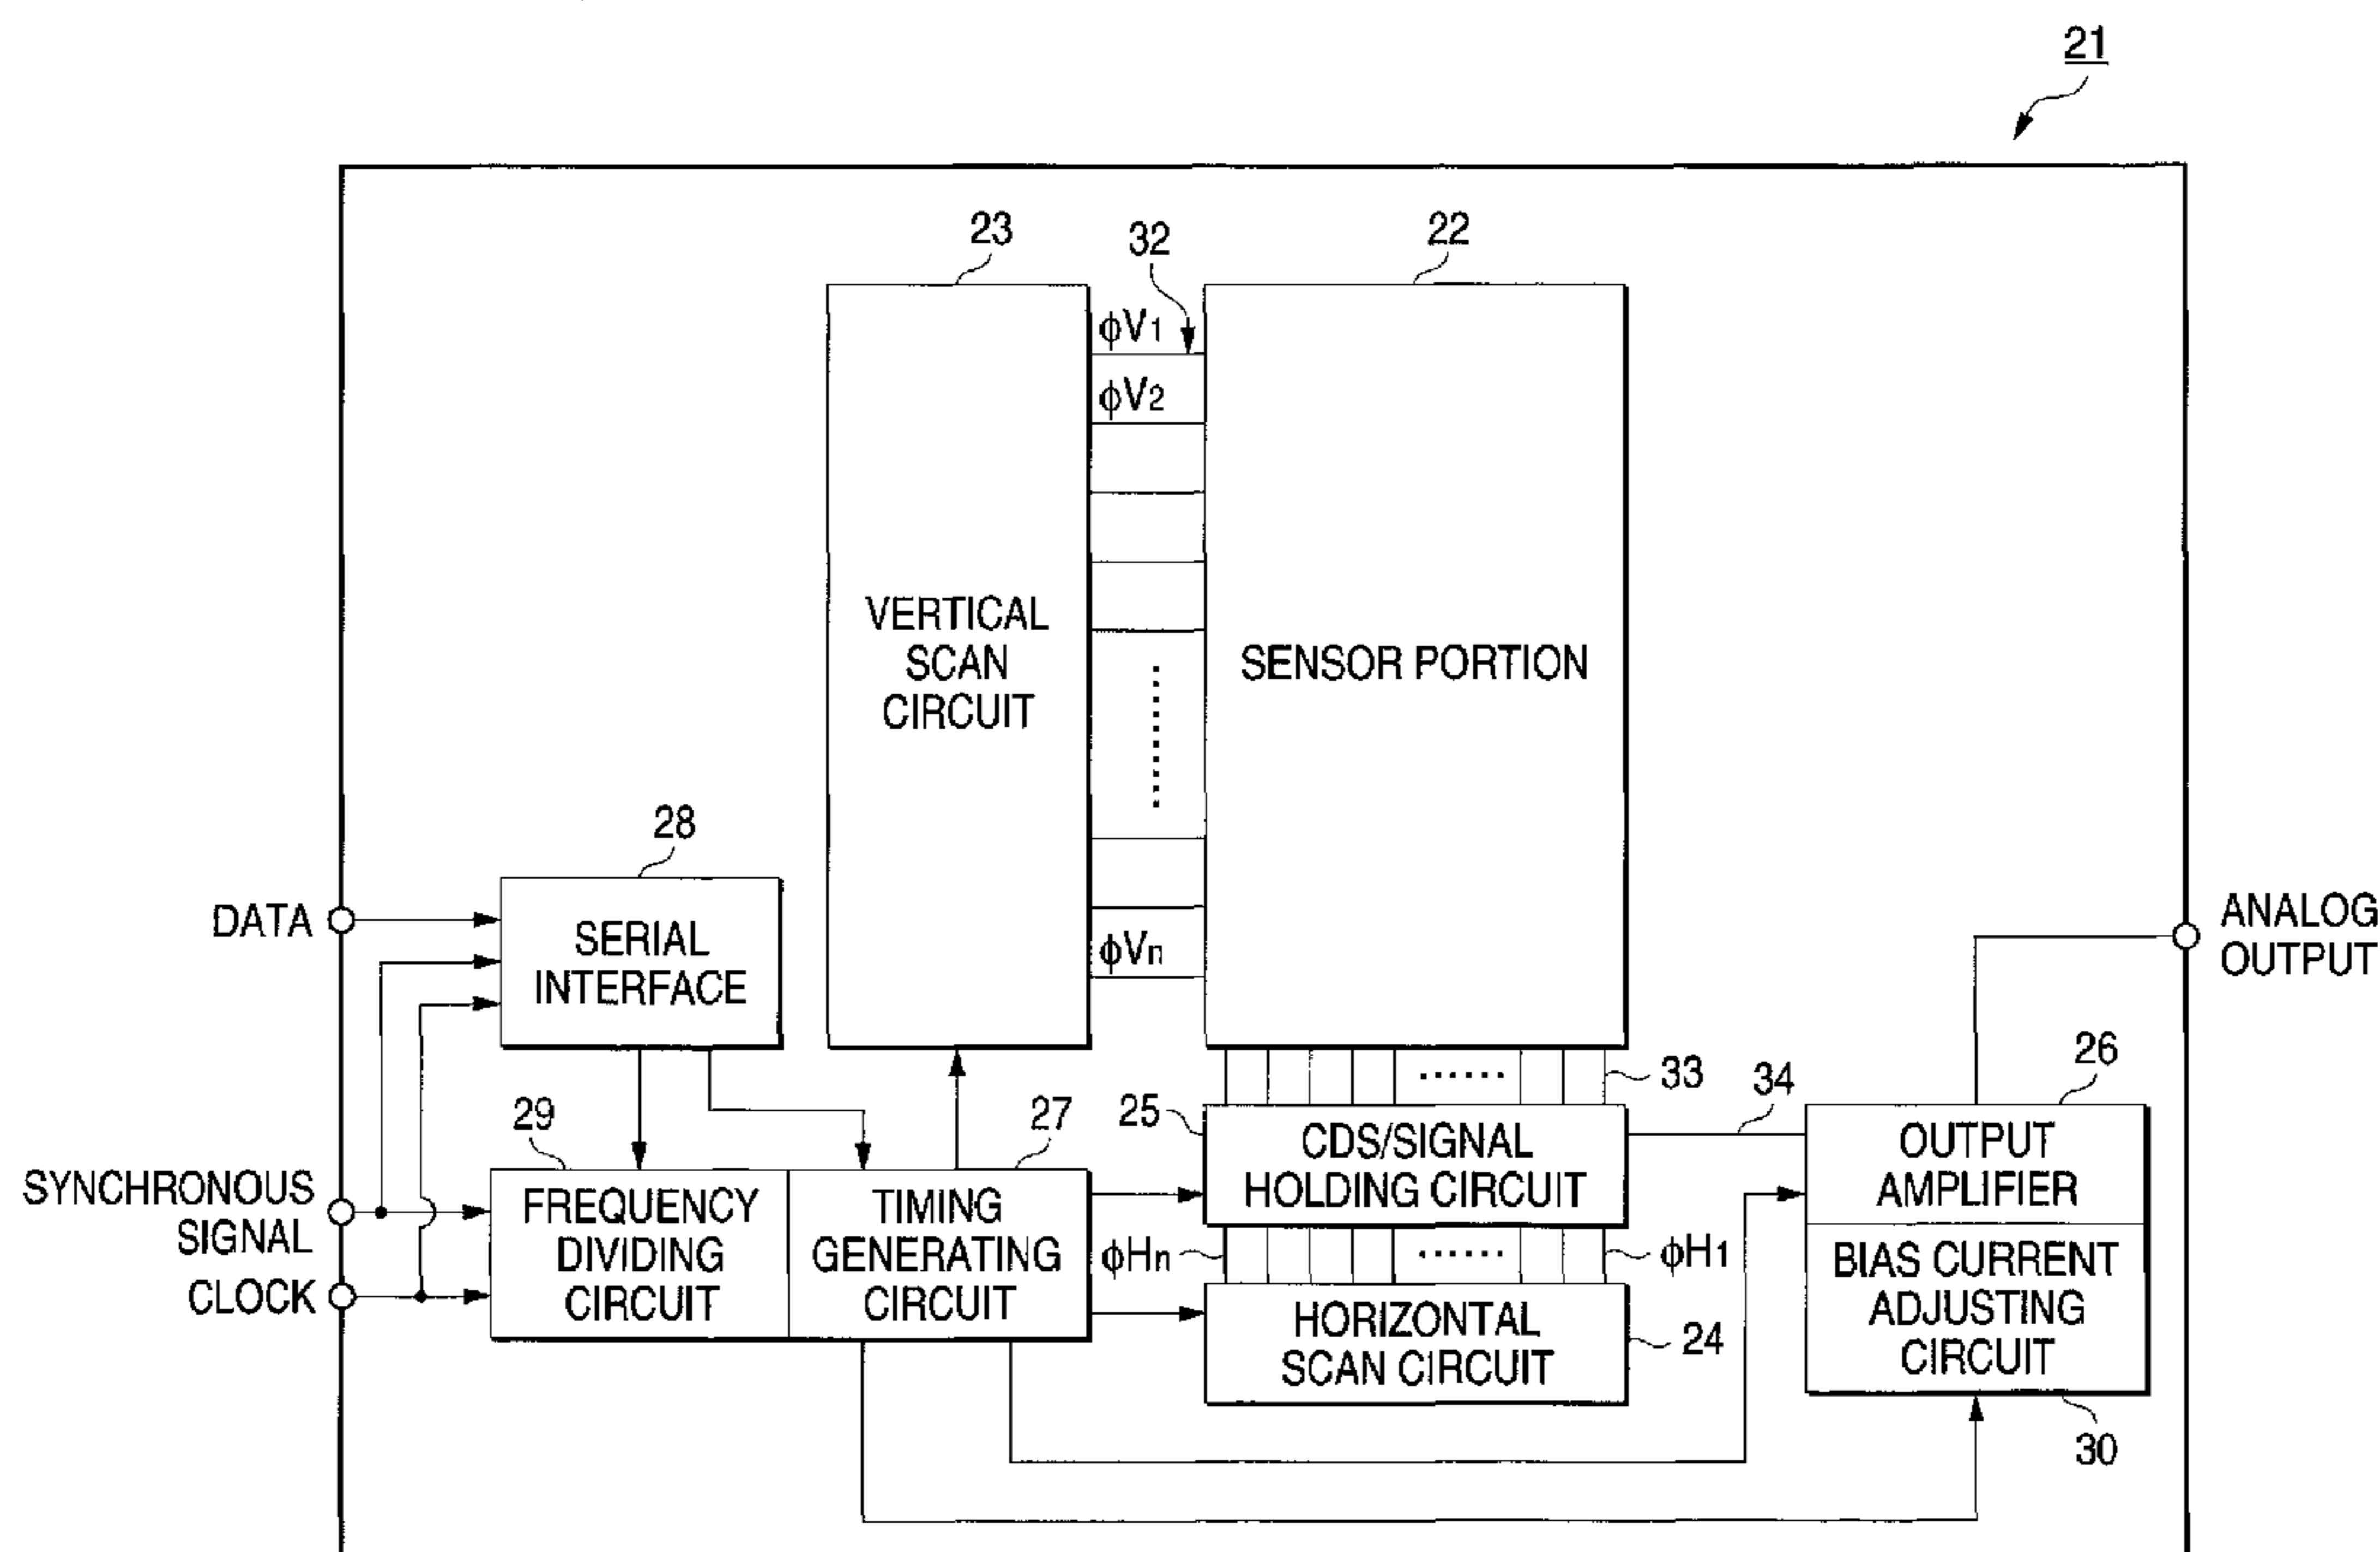 21
23
32
22
ϕV1
ϕV2
VERTICAL
SCAN
CIRCUIT
SENSOR PORTION
28
DATA
SERIAL
INTERFACE
ϕVn
ANALOG
OUTPUT
33
34
26
29
27
25
CDS/SIGNAL
HOLDING CIRCUIT
OUTPUT
AMPLIFIER
SYNCHRONOUS
SIGNAL
CLOCK
FREQUENCY
DIVIDING
CIRCUIT
TIMING
GENERATING
CIRCUIT
ϕHn
ϕH1
BIAS CURRENT
ADJUSTING
CIRCUIT
HORIZONTAL
SCAN CIRCUIT
24
30